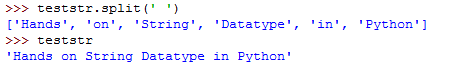 >>> teststr.split(' ')
['Hands', 'on', 'String', 'Datatype', 'in', 'Python']
>>> teststr
'Hands on String Datatype in Python'